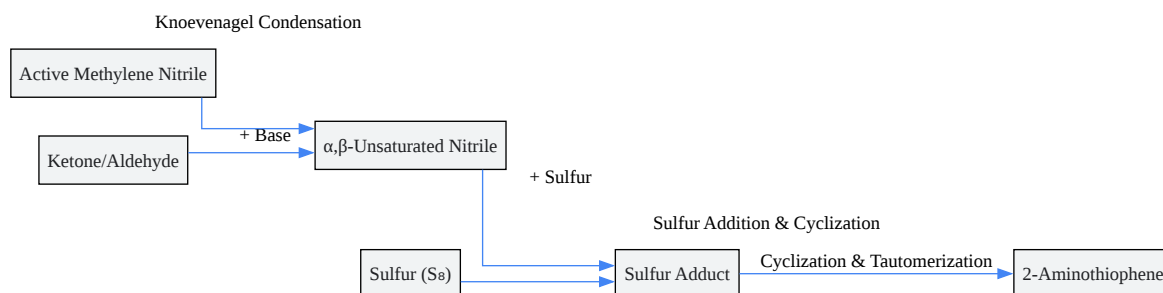 Knoevenagel Condensation
Active Methylene Nitrile
+ Base
Ketone/Aldehyde
α,β-Unsaturated Nitrile
+ Sulfur
Sulfur Addition & Cyclization
Sulfur (S₈)
Sulfur Adduct
Cyclization & Tautomerization
2-Aminothiophene